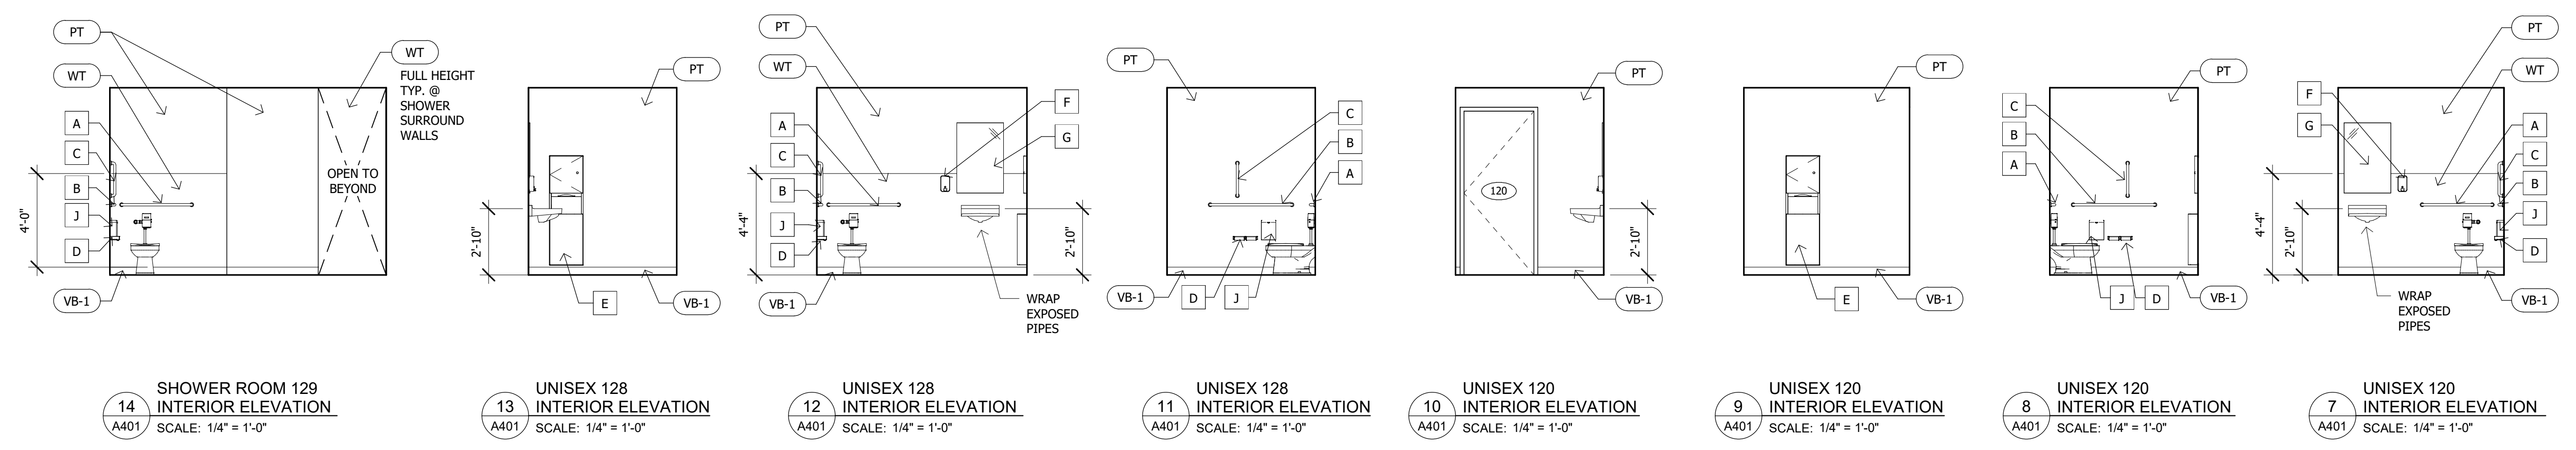 PT
WT
WT
FULL HEIGHT
TYP. @
SHOWER
SURROUND
WALLS
A
C
B
J
D
4'-0"
OPEN TO
BEYOND
VB-1
14
A401
SHOWER ROOM 129
INTERIOR ELEVATION
SCALE: 1/4" = 1'-0"
PT
2'-10"
E
VB-1
13
A401
UNISEX 128
INTERIOR ELEVATION
SCALE: 1/4" = 1'-0"
PT
WT
A
C
B
J
D
4'-4"
F
G
2'-10"
VB-1
WRAP
EXPOSED
PIPES
12
A401
UNISEX 128
INTERIOR ELEVATION
SCALE: 1/4" = 1'-0"
PT
C
B
A
VB-1
D
J
11
A401
UNISEX 128
INTERIOR ELEVATION
SCALE: 1/4" = 1'-0"
PT
120
2'-10"
VB-1
10
A401
UNISEX 120
INTERIOR ELEVATION
SCALE: 1/4" = 1'-0"
PT
E
VB-1
9
A401
UNISEX 120
INTERIOR ELEVATION
SCALE: 1/4" = 1'-0"
PT
C
B
A
J
D
VB-1
8
A401
UNISEX 120
INTERIOR ELEVATION
SCALE: 1/4" = 1'-0"
PT
WT
F
G
A
C
B
J
D
4'-4"
2'-10"
VB-1
WRAP
EXPOSED
PIPES
7
A401
UNISEX 120
INTERIOR ELEVATION
SCALE: 1/4" = 1'-0"